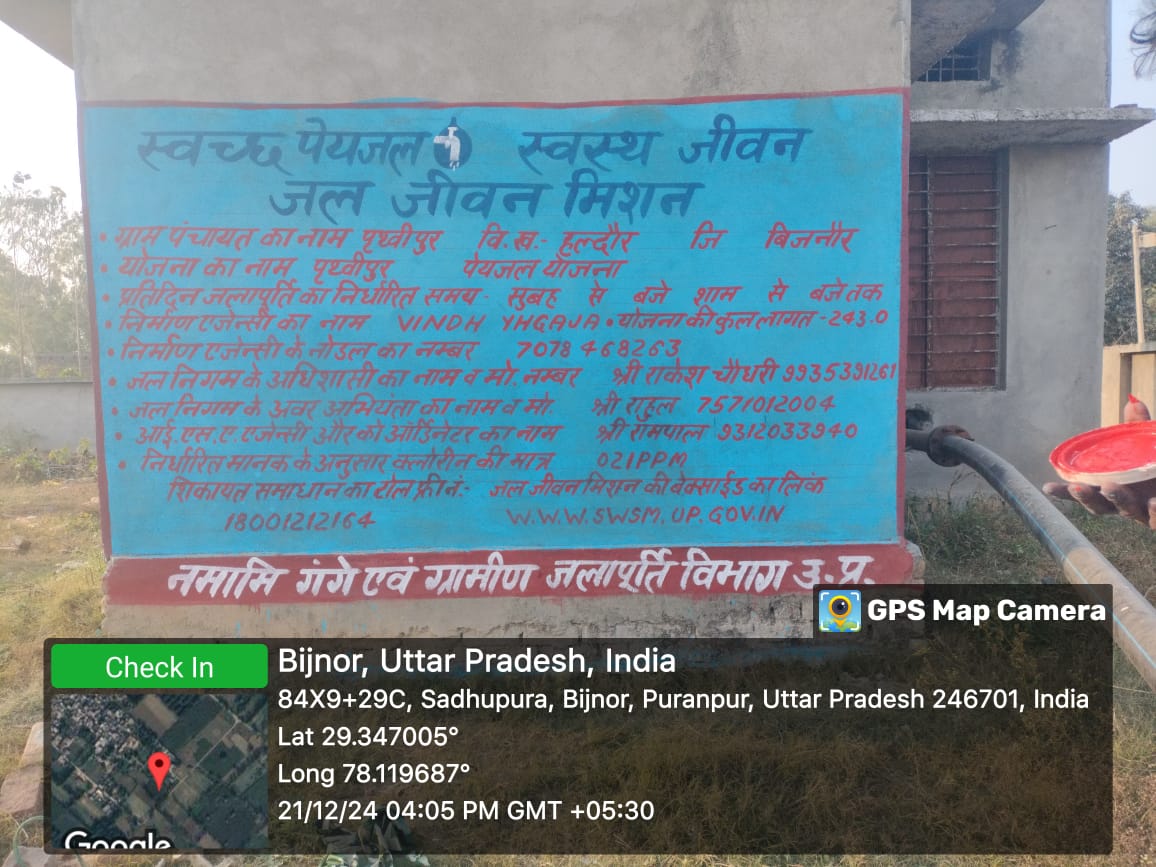 स्वच्छ पेयजल स्वस्थ जीवन
जल जीवन मिशन
• ग्राम पंचायत का नाम पृथ्वीपुर वि.ख.- हल्दौर जि बिजनौर
• योजना का नाम पृथ्वीपुर पेयजल योजना
• प्रतिदिन जलापूर्ति का निर्धारित समय- सुबह से बजे शाम से बजे तक
• निर्माण एजेन्सी का नाम VINDH YHGAJA • योजना की कुल लागत - 243.0
• निर्माण एजेन्सी के नोडल का नम्बर 7078468263
• जल निगम के अधिशासी का नाम व मो. नम्बर श्री राकेश चौधरी 9935391261
• जल निगम के अवर अभियंता का नाम व मो. श्री राहुल 7571012004
• आई.एस.ए. एजेन्सी और को ऑर्डिनेटर का नाम श्री रामपाल 9312033940
• निर्धारित मानक के अनुसार क्लोरीन की मात्र 021PPM
शिकायत समाधान का टोल फ्री नं:- जल जीवन मिशन की बेक्साईड का लिंक
18001212164 W.W.W.SWSM.UP.GOV.IN
नमामि गंगे एवं ग्रामीण जलापूर्ति विभाग उ.प्र.
GPS Map Camera
Check In
Bijnor, Uttar Pradesh, India
84X9+29C, Sadhupura, Bijnor, Puranpur, Uttar Pradesh 246701, India
Lat 29.347005°
Long 78.119687°
21/12/24 04:05 PM GMT +05:30
Google